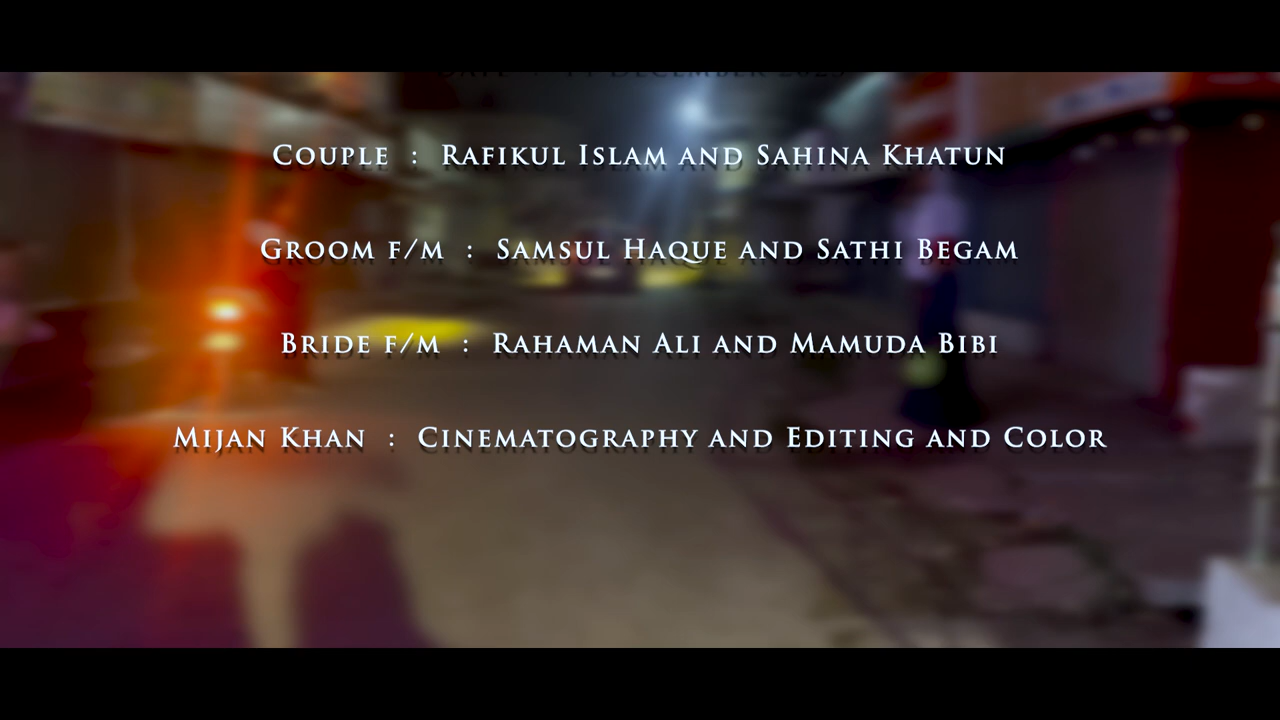 Couple : Rafikul Islam and Sahina Khatun
Groom f/m : Samsul Haque and Sathi Begam
Bride f/m : Rahaman Ali and Mamuda Bibi
Mijan Khan : Cinematography and Editing and Color